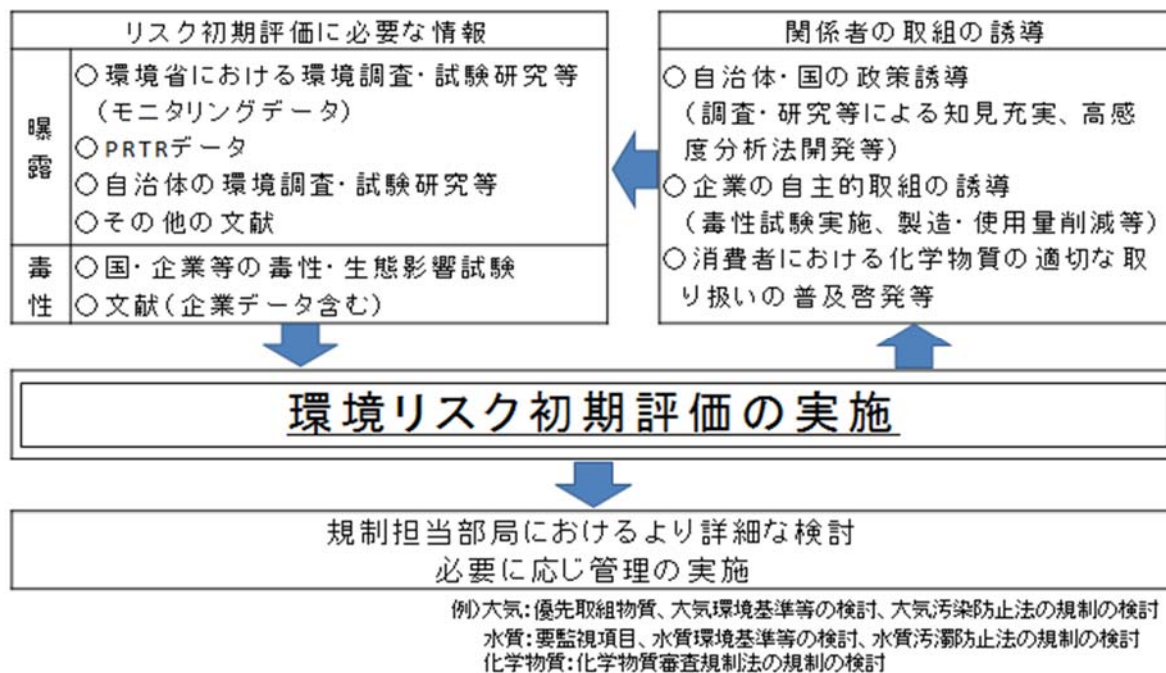 リスク初期評価に必要な情報
曝露
○環境省における環境調査・試験研究等
（モニタリングデータ）
○PRTRデータ
○自治体の環境調査・試験研究等
○その他の文献
毒性
○国・企業等の毒性・生態影響試験
○文献（企業データ含む）
関係者の取組の誘導
○自治体・国の政策誘導
（調査・研究等による知見充実、高感
度分析法開発等）
○企業の自主的取組の誘導
（毒性試験実施、製造・使用量削減等）
○消費者における化学物質の適切な取
り扱いの普及啓発等
環境リスク初期評価の実施
規制担当部局におけるより詳細な検討
必要に応じ管理の実施
例）大気：優先取組物質、大気環境基準等の検討、大気汚染防止法の規制の検討
水質：要監視項目、水質環境基準等の検討、水質汚濁防止法の規制の検討
化学物質：化学物質審査規制法の規制の検討